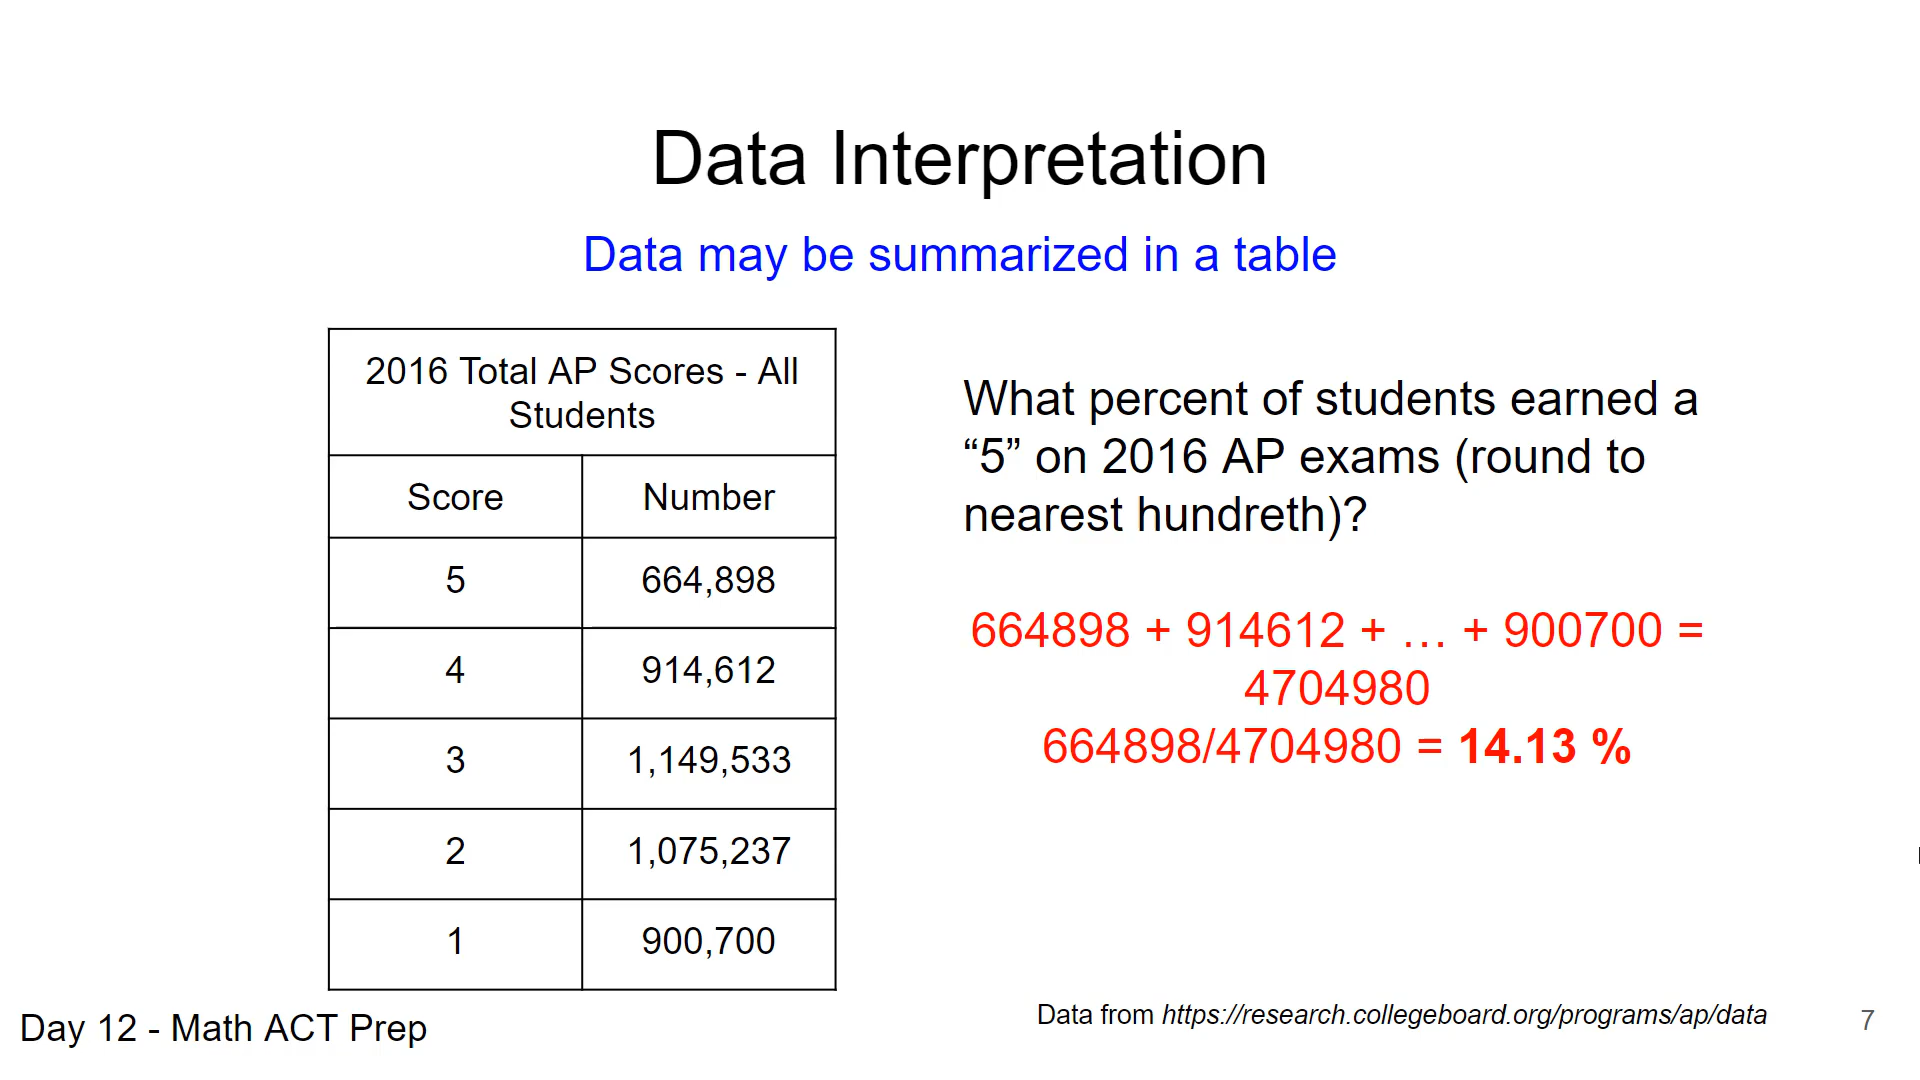 Data Interpretation
Data may be summarized in a table
2016 Total AP Scores - All
Students
Score Number
5 664,898
4 914,612
3 1,149,533
2 1,075,237
1 900,700
What percent of students earned a
“5” on 2016 AP exams (round to
nearest hundreth)?
664898 + 914612 + … + 900700 =
4704980
664898/4704980 = 14.13 %
Day 12 - Math ACT Prep
Data from https://research.collegeboard.org/programs/ap/data
7